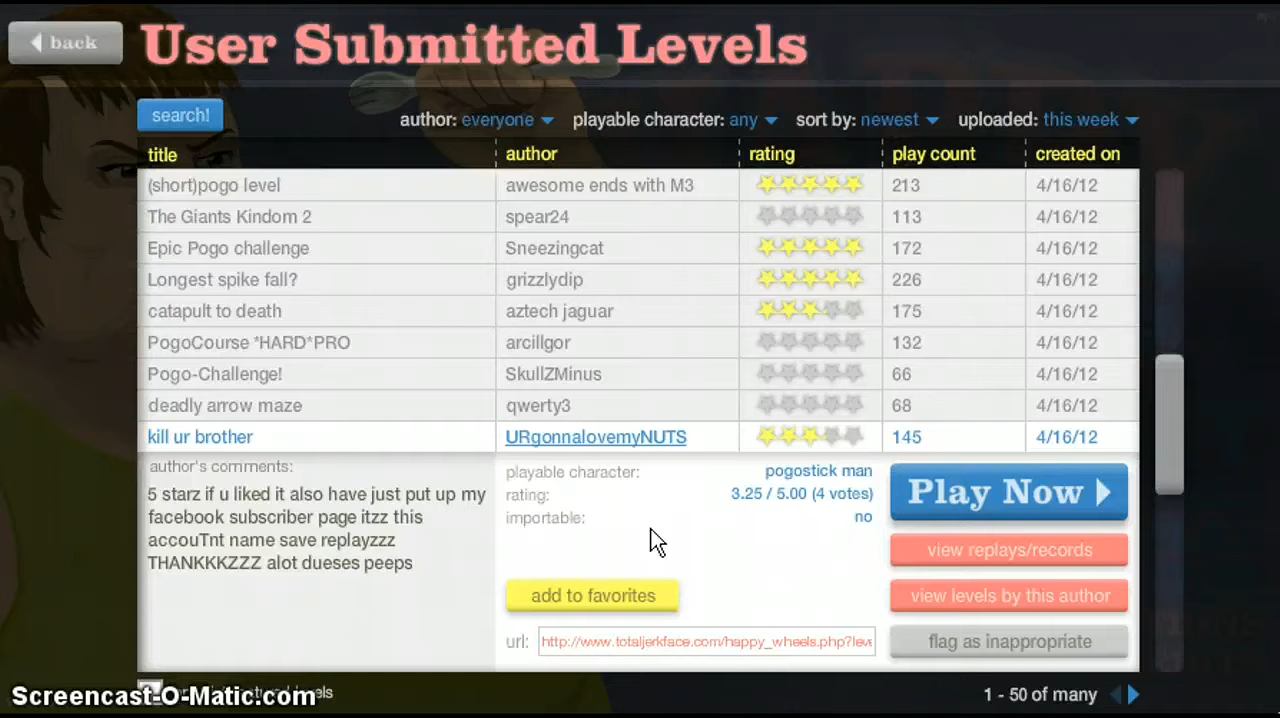 back
User Submitted Levels
search!
author: everyone playable character: any sort by: newest uploaded: this week
title author rating play count created on
(short)pogo level awesome ends with M3 213 4/16/12
The Giants Kindom 2 spear24 113 4/16/12
Epic Pogo challenge Sneezingcat 172 4/16/12
Longest spike fall? grizzlydip 226 4/16/12
catapult to death aztech jaguar 175 4/16/12
PogoCourse *HARD*PRO arcillgor 132 4/16/12
Pogo-Challenge! SkullZMinus 66 4/16/12
deadly arrow maze qwerty3 68 4/16/12
kill ur brother URgonnalovemyNUTS 145 4/16/12
author's comments:
5 starz if u liked it also have just put up my
facebook subscriber page itzz this
accouTnt name save replayzzz
THANKKKZZZ alot dueses peeps
playable character: pogostick man
rating: 3.25 / 5.00 (4 votes)
importable: no
add to favorites
url: http://www.totaljerkface.com/happy_wheels.php?lev
Play Now
view replays/records
view levels by this author
flag as inappropriate
Screencast-O-Matic.com levels
1 - 50 of many